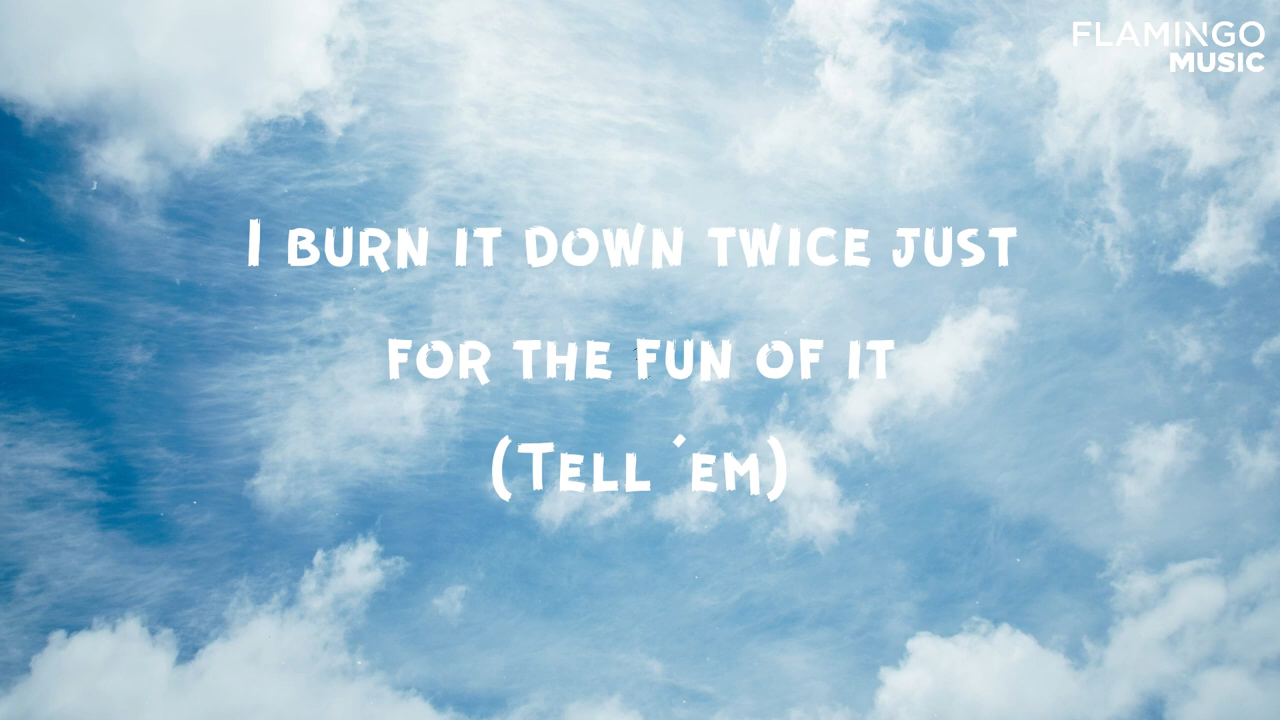 FLAMINGO
MUSIC
I BURN IT DOWN TWICE JUST
FOR THE FUN OF IT
(TELL 'EM)